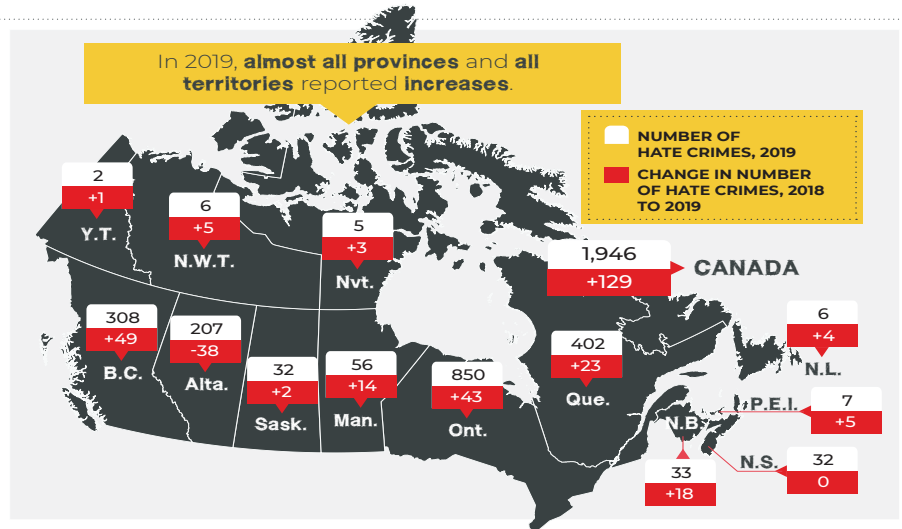 In 2019, almost all provinces and all
territories reported increases.
NUMBER OF
HATE CRIMES, 2019
CHANGE IN NUMBER
OF HATE CRIMES, 2018
TO 2019
2
+1
Y.T.
6
+5
N.W.T.
5
+3
Nvt.
1,946
+129
CANADA
308
+49
B.C.
207
-38
Alta.
32
+2
Sask.
56
+14
Man.
850
+43
Ont.
402
+23
Que.
6
+4
N.L.
P.E.I.
7
+5
N.B.
33
+18
N.S.
32
0